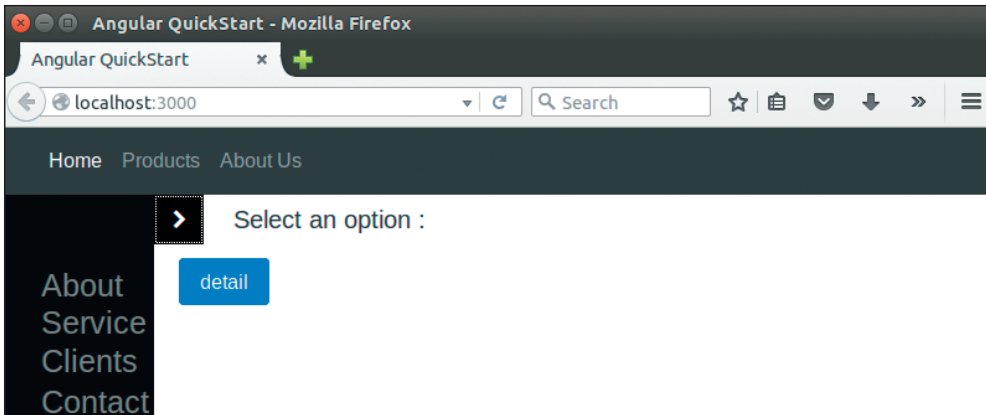 Angular QuickStart - Mozilla Firefox
Angular QuickStart
localhost:3000
Search
Home Products About Us
Select an option :
detail
About
Service
Clients
Contact